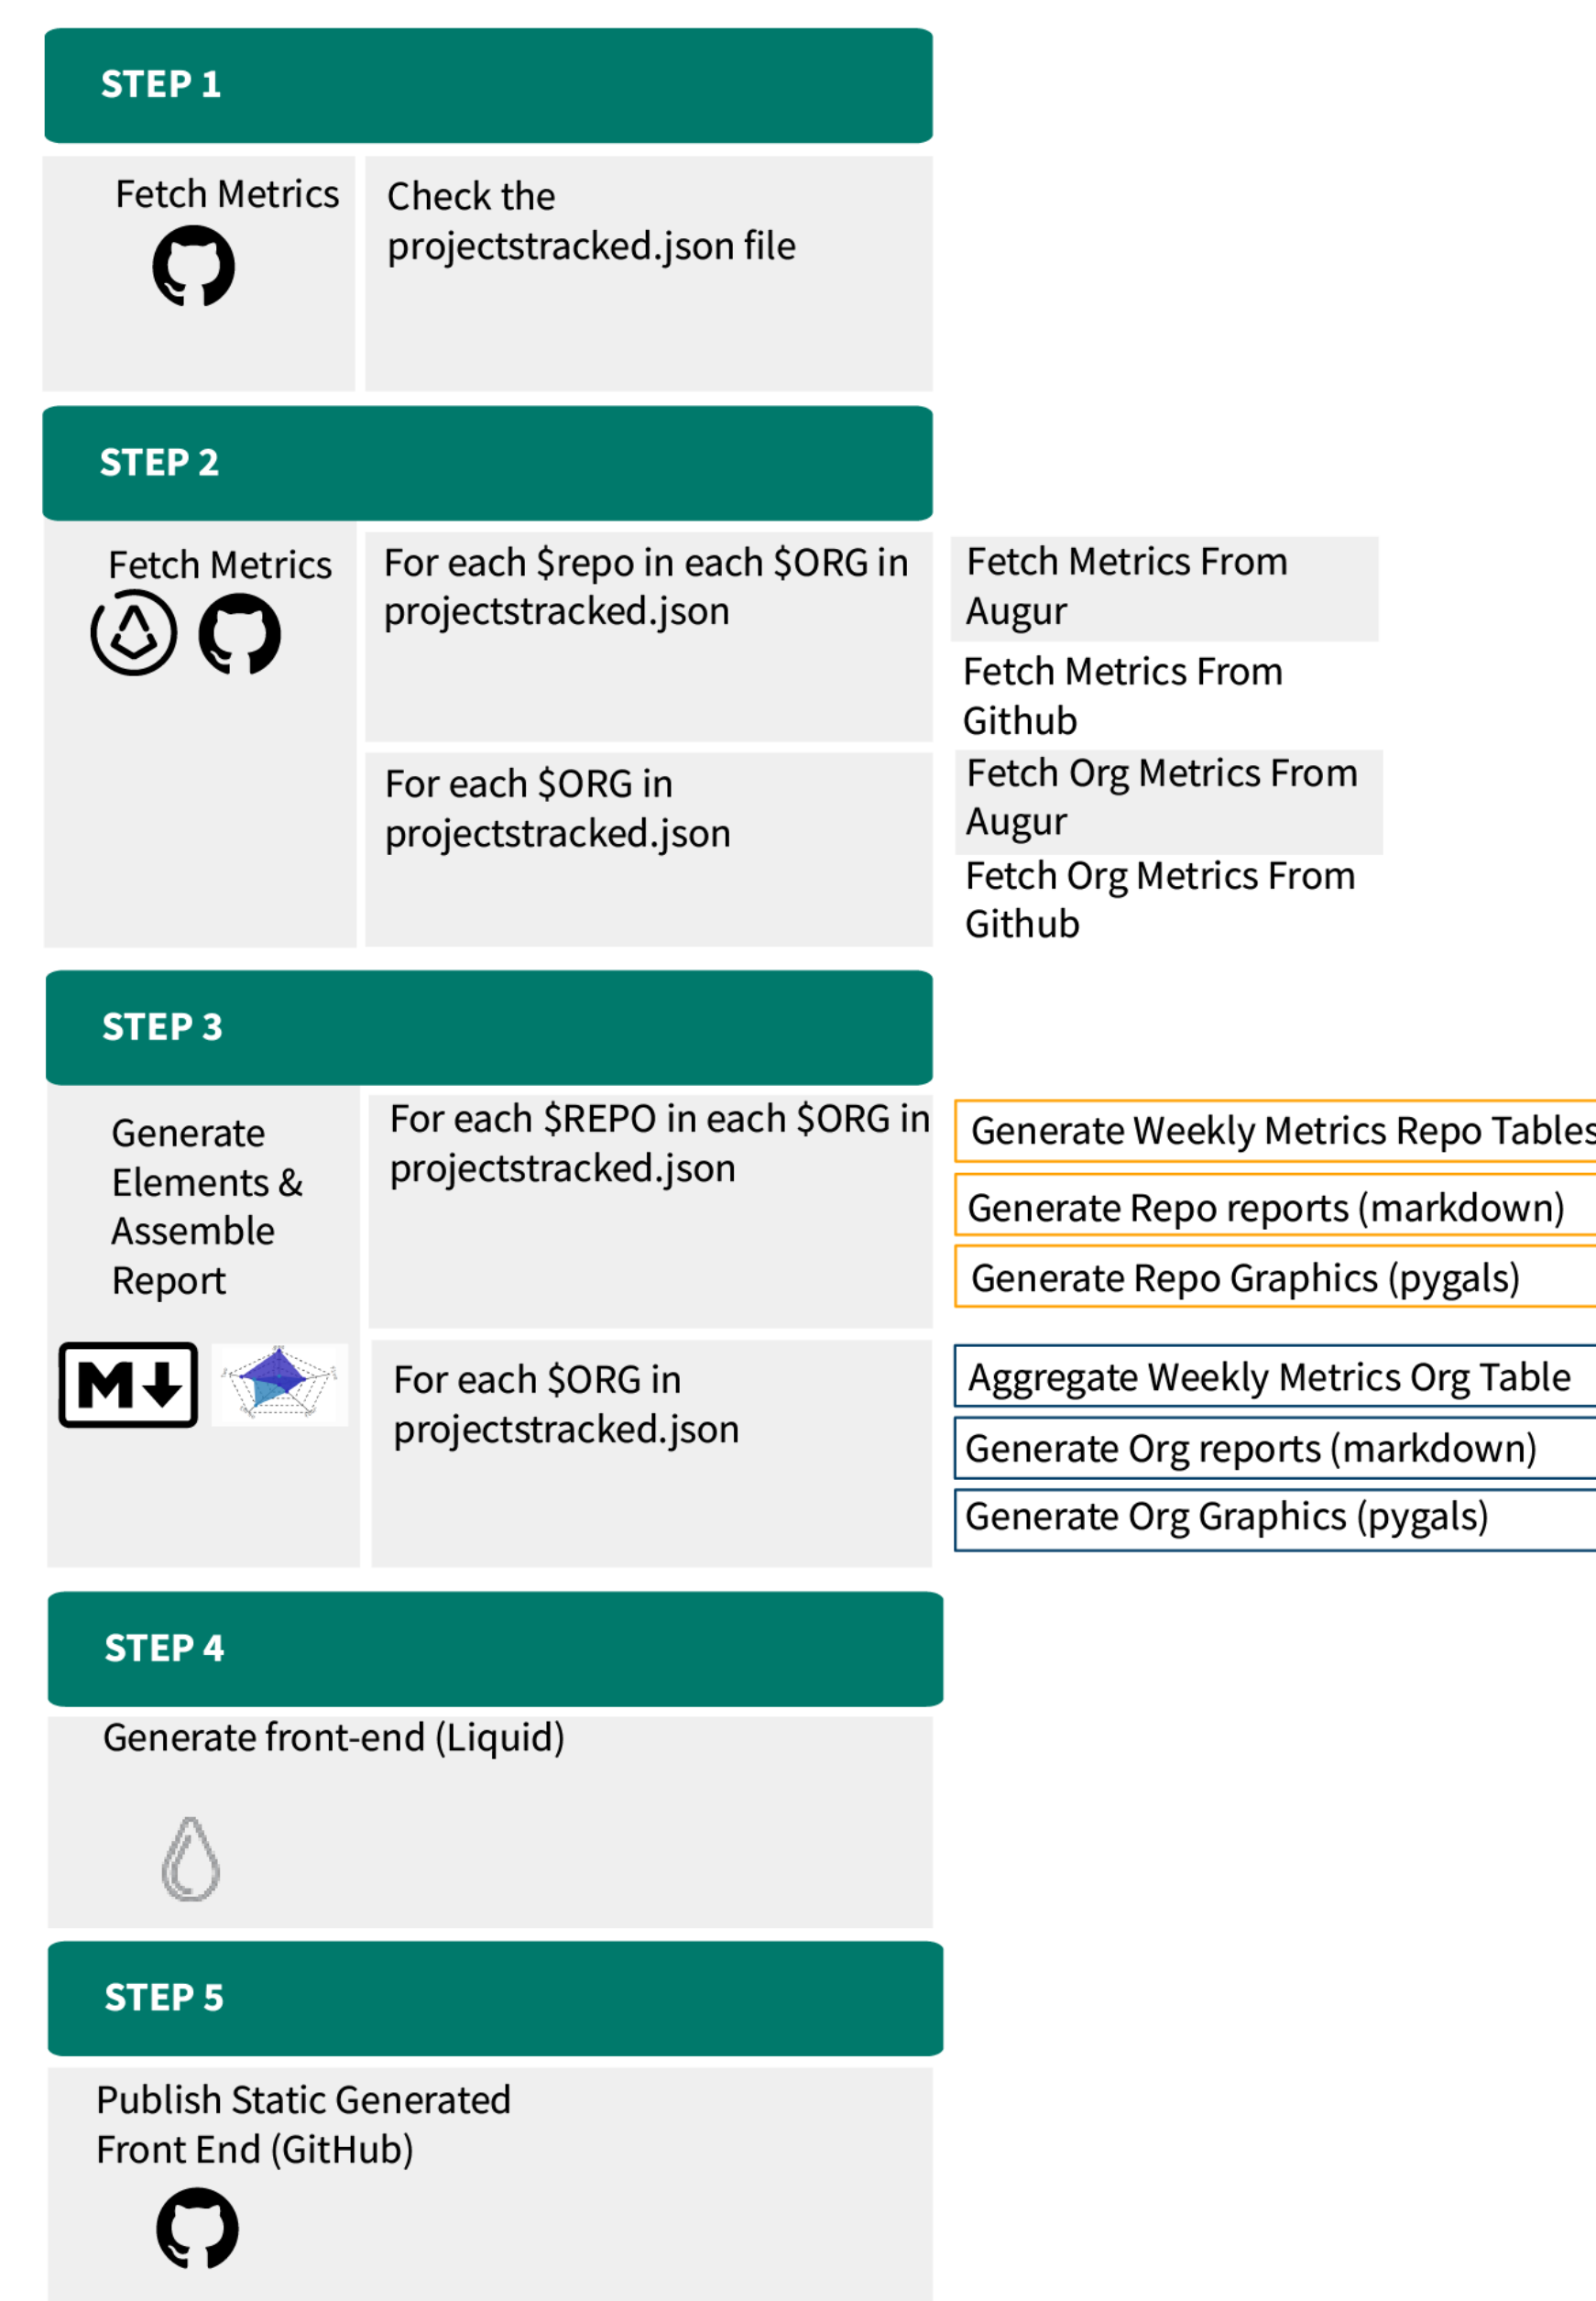 STEP 1
Fetch Metrics
Check the
projectstracked.json file
STEP 2
Fetch Metrics
For each $repo in each $ORG in
projectstracked.json
Fetch Metrics From
Augur
Fetch Metrics From
Github
For each $ORG in
projectstracked.json
Fetch Org Metrics From
Augur
Fetch Org Metrics From
Github
STEP 3
Generate
Elements &
Assemble
Report
M
For each $REPO in each $ORG in
projectstracked.json
Generate Weekly Metrics Repo Tables
Generate Repo reports (markdown)
Generate Repo Graphics (pygals)
For each $ORG in
projectstracked.json
Aggregate Weekly Metrics Org Table
Generate Org reports (markdown)
Generate Org Graphics (pygals)
STEP 4
Generate front-end (Liquid)
STEP 5
Publish Static Generated
Front End (GitHub)